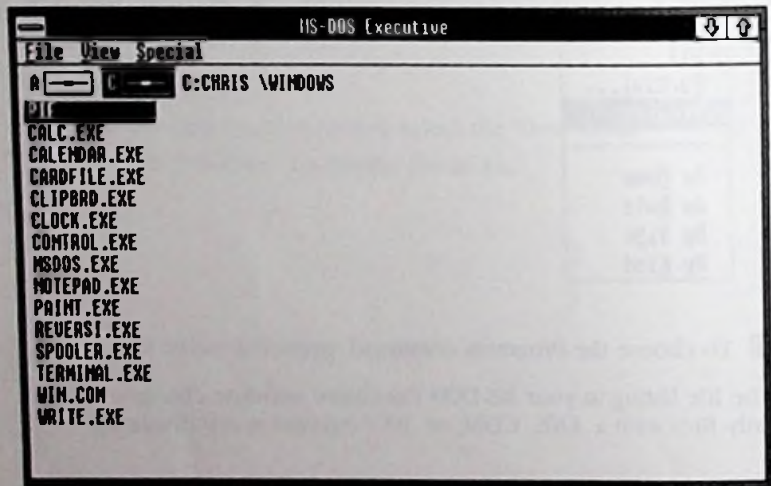 MS-DOS Executive
File View Special
A C C:CHRIS \WINDOWS
PIF
CALC.EXE
CALENDAR.EXE
CARDFILE.EXE
CLIPBRD.EXE
CLOCK.EXE
CONTROL.EXE
MSDOS.EXE
NOTEPAD.EXE
PAINT.EXE
REVERSI.EXE
SPOOLER.EXE
TERMINAL.EXE
WIN.COM
WRITE.EXE